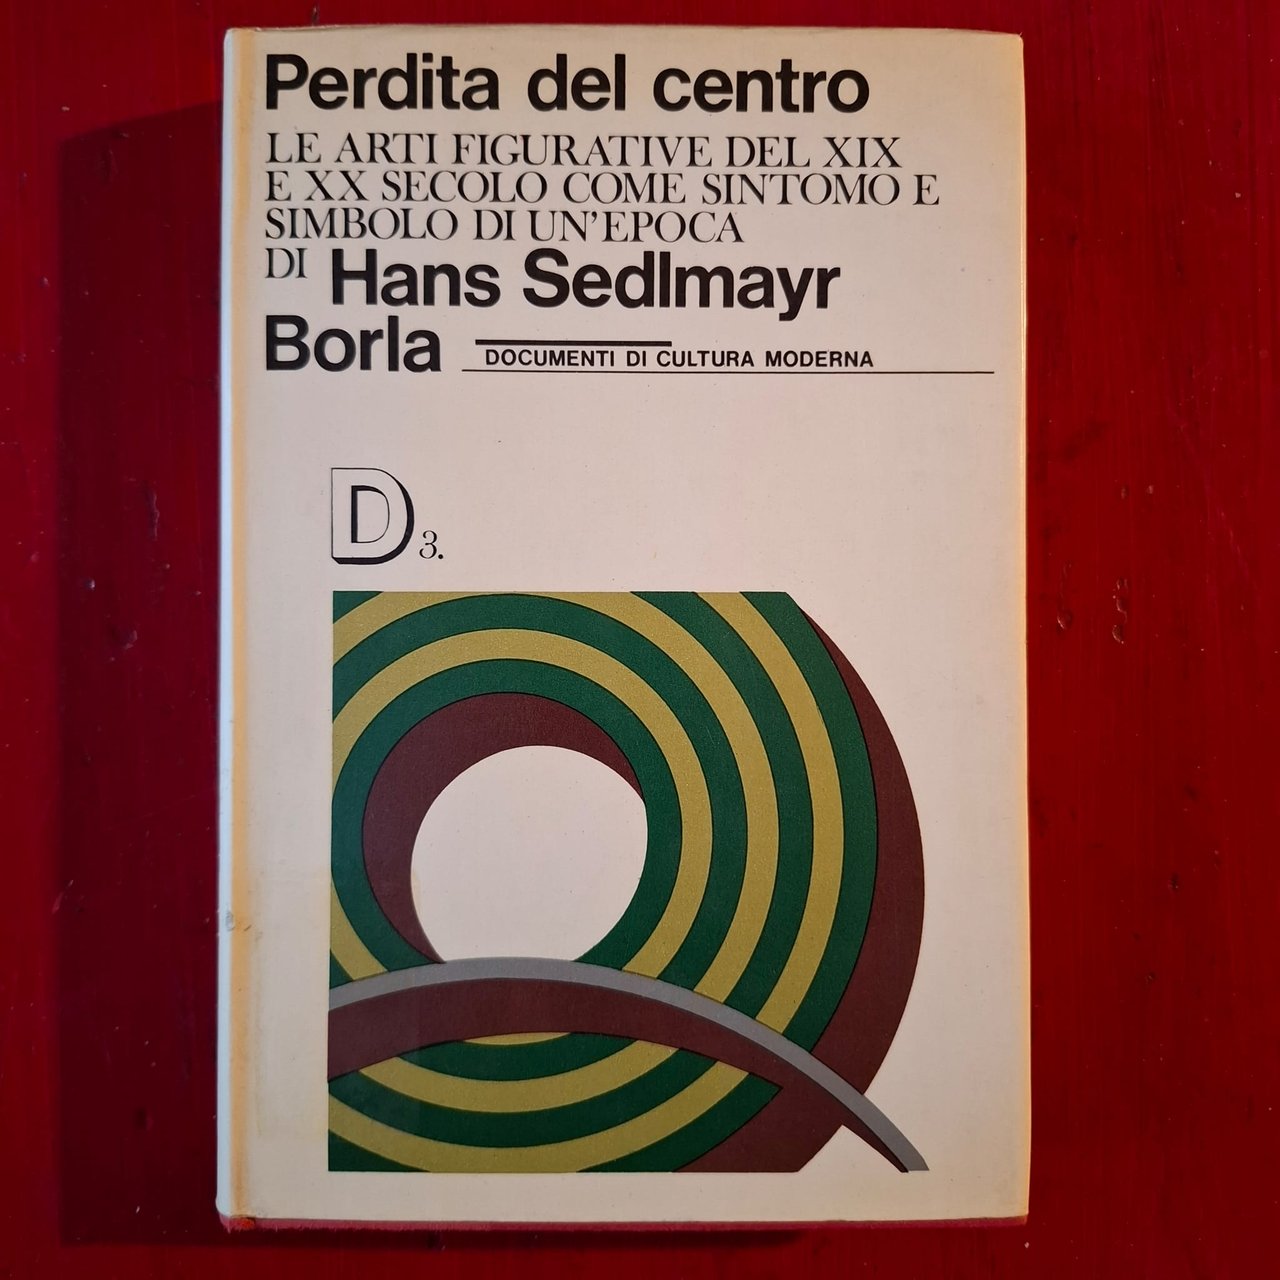 Perdita del centro
LE ARTI FIGURATIVE DEL XIX
E XX SECOLO COME SINTOMO E
SIMBOLO DI UN'EPOCA
DI Hans Sedlmayr
Borla DOCUMENTI DI CULTURA MODERNA
D 3.